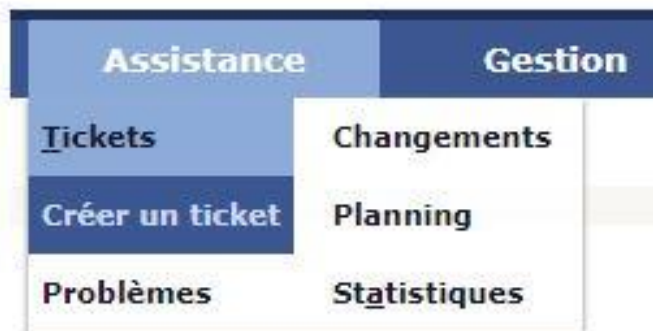 Assistance Gestion
Tickets Changements
Créer un ticket Planning
Problèmes Statistiques